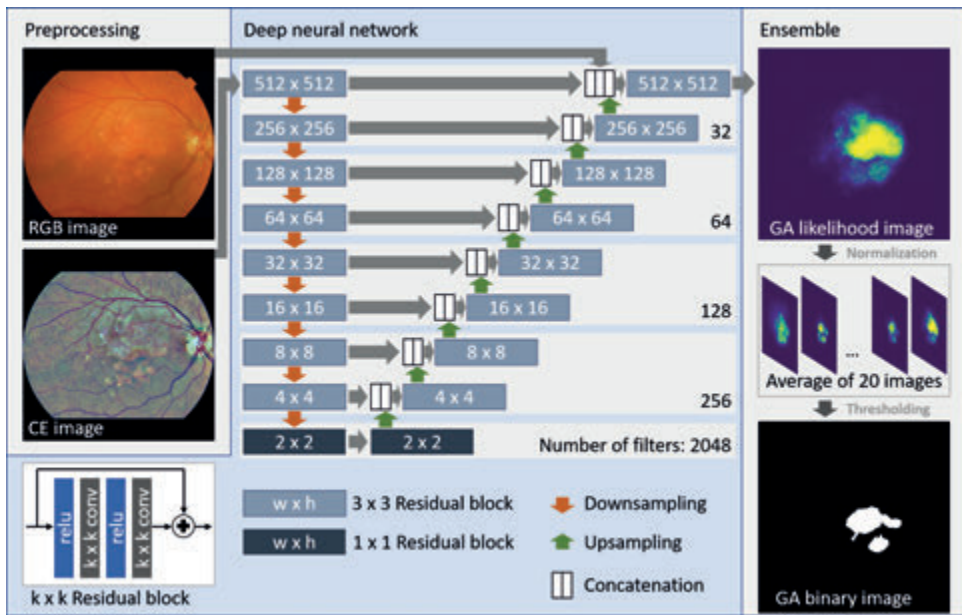 Preprocessing
RGB image
CE image
relu
k x k conv
relu
k x k conv
k x k Residual block
Deep neural network
512 x 512
512 x 512
256 x 256
256 x 256
32
128 x 128
128 x 128
64 x 64
64 x 64
64
32 x 32
32 x 32
16 x 16
16 x 16
128
8 x 8
8 x 8
4 x 4
4 x 4
256
2 x 2
2 x 2
Number of filters: 2048
w x h
3 x 3 Residual block
w x h
1 x 1 Residual block
Downsampling
Upsampling
Concatenation
Ensemble
GA likelihood image
Normalization
...
Average of 20 images
Thresholding
GA binary image